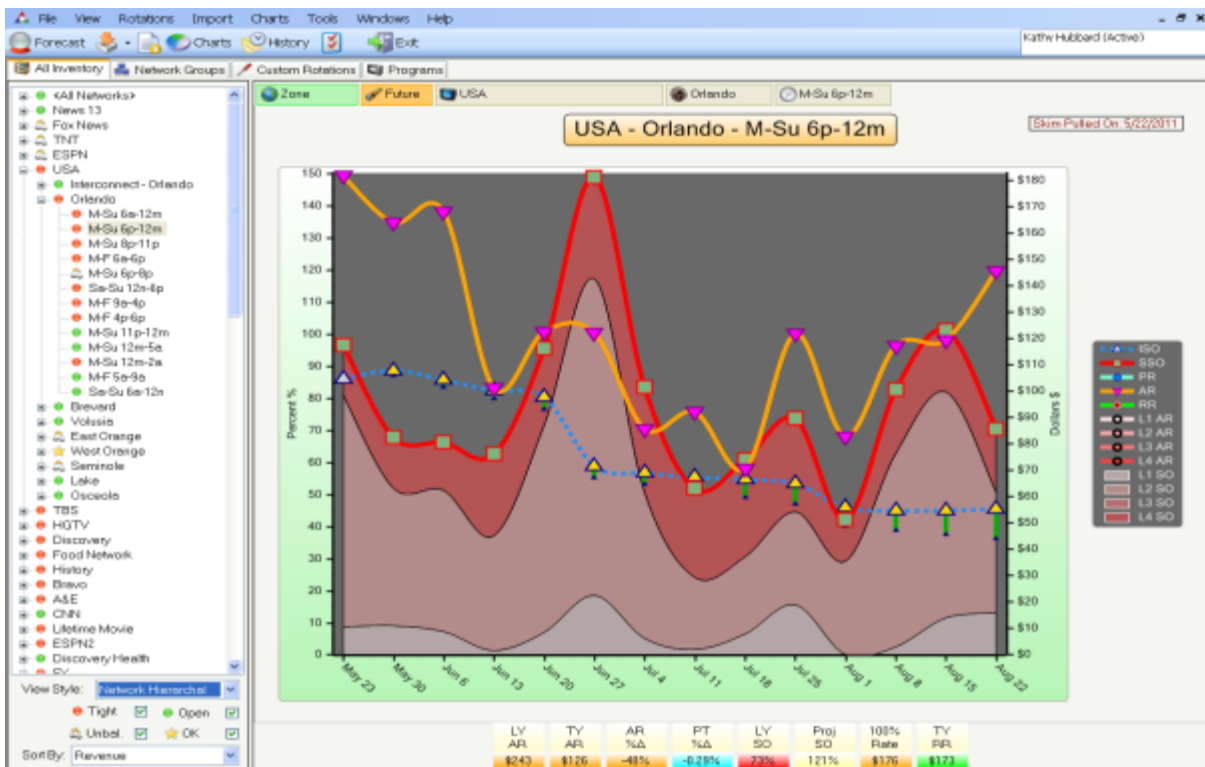 File View Rotations Import Charts Tools Windows Help
Forecast Charts History Exit
Kathy Hubbard (Active)
All Inventory Network Groups Custom Rotations Programs
<All Networks>
News 13
Fox News
TNT
ESPN
USA
Interconnect - Orlando
Orlando
M-Su 6a-12m
M-Su 6p-12m
M-Su 8p-11p
M-F 6a-6p
M-Su 6p-8p
Sa-Su 12n-6p
M-F 9a-4p
M-F 4p-6p
M-Su 11p-12m
M-Su 12m-5a
M-Su 12m-2a
M-F 5a-9a
Sa-Su 6a-12n
Brevard
Volusia
East Orange
West Orange
Seminole
Lake
Osceola
TBS
HGTV
Discovery
Food Network
History
Bravo
A&E
CNN
Lifetime Movie
ESPN2
Discovery Health
View Style: Network Hierarchal
Tight Open
Unbal. OK
Sort By: Revenue
Zone Future USA Orlando M-Su 6p-12m
USA - Orlando - M-Su 6p-12m
Skim Pulled On: 5/22/2011
Percent %
150
140
130
120
110
100
90
80
70
60
50
40
30
20
10
0
$180
$170
$160
$150
$140
$130
$120
$110
$100
$90
$80
$70
$60
$50
$40
$30
$20
$10
$0
Dollars $
May 23 May 30 Jun 6 Jun 13 Jun 20 Jun 27 Jul 4 Jul 11 Jul 18 Jul 25 Aug 1 Aug 8 Aug 15 Aug 22
ISO
SSO
PR
AR
RR
L1 AR
L2 AR
L3 AR
L4 AR
L1 SO
L2 SO
L3 SO
L4 SO
LY TY AR PT LY Proj 100% TY
AR AR %Δ %Δ SO SO Rate RR
$243 $126 -48% -0.29% 73% 121% $176 $173